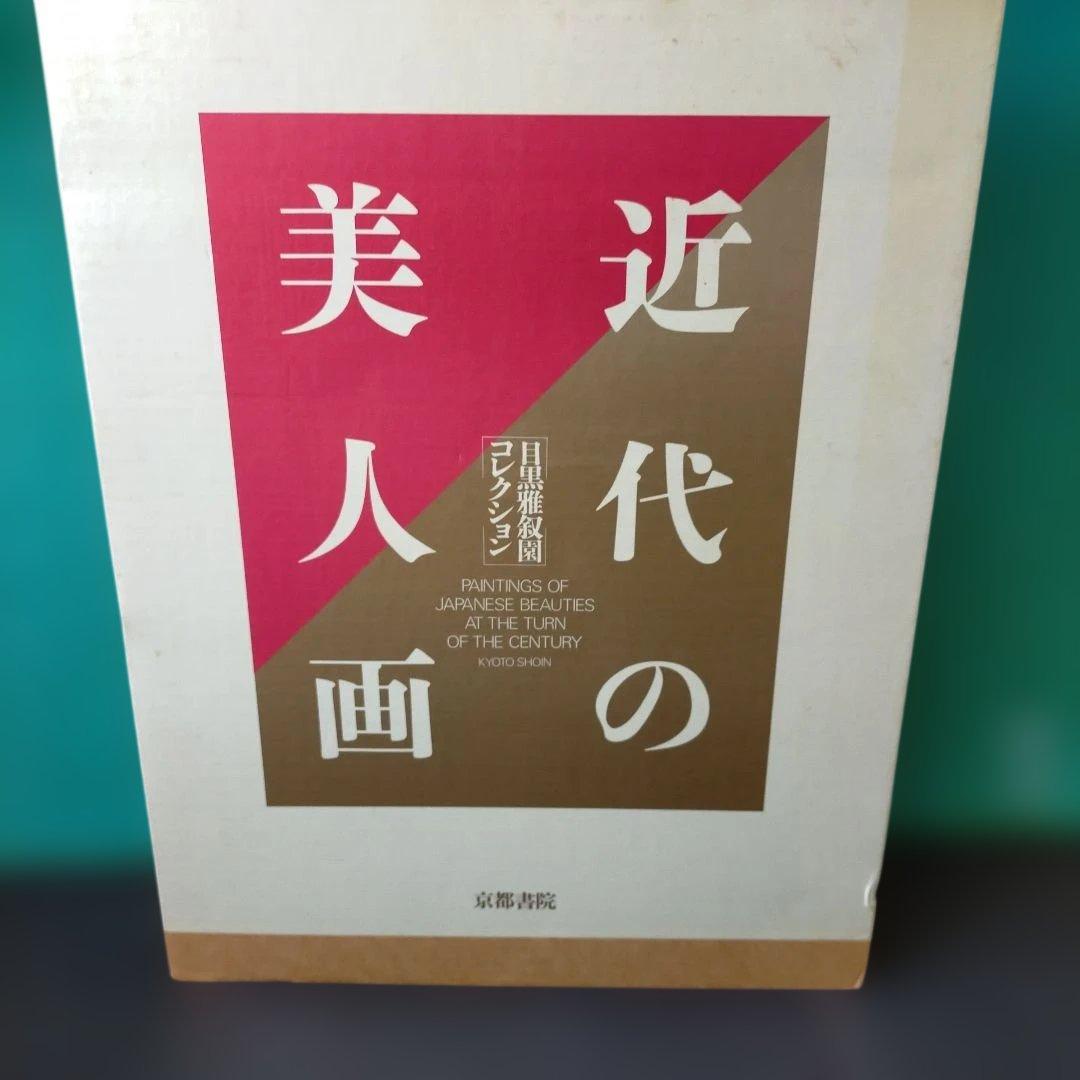 近代の
美人画
目黒雅叙園
コレクション
PAINTINGS OF
JAPANESE BEAUTIES
AT THE TURN
OF THE CENTURY
KYOTO SHOIN
京都書院